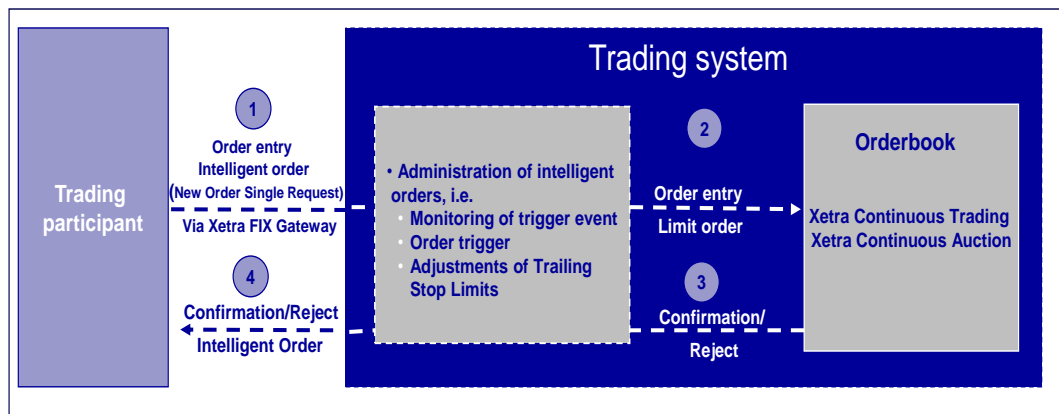 Trading system
Trading
participant
1
Order entry
Intelligent order
(New Order Single Request)
Via Xetra FIX Gateway
4
Confirmation/Reject
Intelligent Order
• Administration of intelligent
orders, i.e.
• Monitoring of trigger event
• Order trigger
• Adjustments of Trailing
Stop Limits
2
Order entry
Limit order
3
Confirmation/
Reject
Orderbook
Xetra Continuous Trading
Xetra Continuous Auction